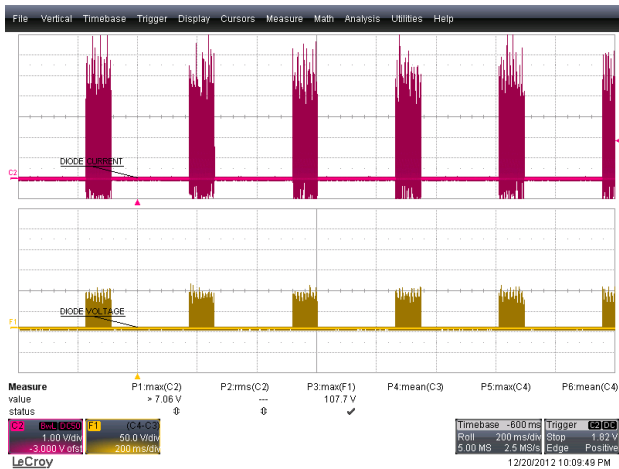 File Vertical Timebase Trigger Display Cursors Measure Math Analysis Utilities Help
DIODE CURRENT
C2
DIODE VOLTAGE
F1
Measure P1:max(C2) P2:rms(C2) P3:max(F1) P4:mean(C3) P5:max(C4) P6:mean(C4)
value > 7.06 V --- 107.7 V
status
C2 BwL DC50
1.00 V/div
-3.000 V ofst
F1 (C4-C3)
50.0 V/div
200 ms/div
Timebase -600 ms
Roll 200 ms/div
5.00 MS 2.5 MS/s
Trigger C2 DC
Stop 1.82 V
Edge Positive
LeCroy
12/20/2012 10:09:49 PM